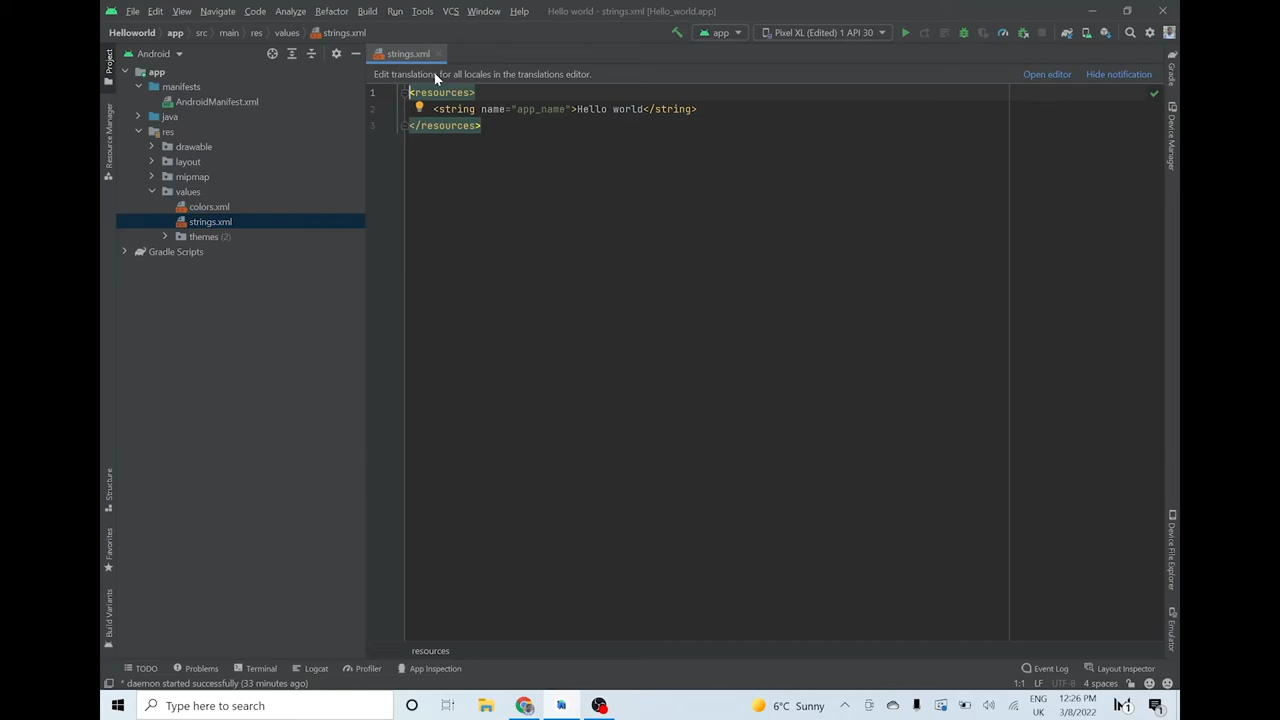 File Edit View Navigate Code Analyze Refactor Build Run Tools VCS Window Help Hello world - strings.xml [Hello_world.app]
Helloworld app src main res values strings.xml app Pixel XL (Edited) 1 API 30
Project
Android
strings.xml
Edit translations for all locales in the translations editor. Open editor Hide notification
app
manifests
AndroidManifest.xml
java
res
drawable
layout
mipmap
values
colors.xml
strings.xml
themes (2)
Gradle Scripts
1 <resources>
2 <string name="app_name">Hello world</string>
3 </resources>
Resource Manager
Structure
Favorites
Build Variants
Gradle
Device Manager
Device File Explorer
Emulator
resources
TODO Problems Terminal Logcat Profiler App Inspection Event Log Layout Inspector
* daemon started successfully (33 minutes ago) 1:1 LF UTF-8 4 spaces
Type here to search 6°C Sunny ENG UK 12:26 PM 3/8/2022 1 1